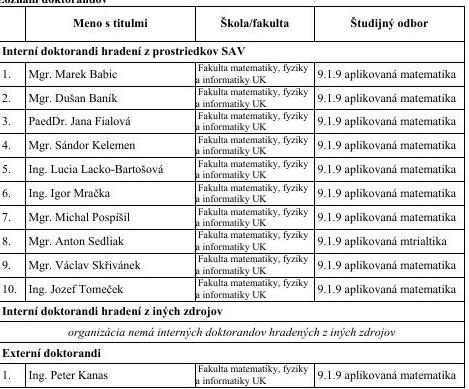 Zoznam doktorandov
Meno s titulmi Škola/fakulta Študijný odbor
Interní doktorandi hradení z prostriedkov SAV
1. Mgr. Marek Babic Fakulta matematiky, fyziky a informatiky UK 9.1.9 aplikovaná matematika
2. Mgr. Dušan Baník Fakulta matematiky, fyziky a informatiky UK 9.1.9 aplikovaná matematika
3. PaedDr. Jana Fialová Fakulta matematiky, fyziky a informatiky UK 9.1.9 aplikovaná matematika
4. Mgr. Sándor Kelemen Fakulta matematiky, fyziky a informatiky UK 9.1.9 aplikovaná matematika
5. Ing. Lucia Lacko-Bartošová Fakulta matematiky, fyziky a informatiky UK 9.1.9 aplikovaná matematika
6. Ing. Igor Mračka Fakulta matematiky, fyziky a informatiky UK 9.1.9 aplikovaná matematika
7. Mgr. Michal Pospíšil Fakulta matematiky, fyziky a informatiky UK 9.1.9 aplikovaná matematika
8. Mgr. Anton Sedliak Fakulta matematiky, fyziky a informatiky UK 9.1.9 aplikovaná mtrialtika
9. Mgr. Václav Skřivánek Fakulta matematiky, fyziky a informatiky UK 9.1.9 aplikovaná matematika
10. Ing. Jozef Tomeček Fakulta matematiky, fyziky a informatiky UK 9.1.9 aplikovaná matematika
Interní doktorandi hradení z iných zdrojov
organizácia nemá interných doktorandov hradených z iných zdrojov
Externí doktorandi
1. Ing. Peter Kanas Fakulta matematiky, fyziky a informatiky UK 9.1.9 aplikovaná matematika